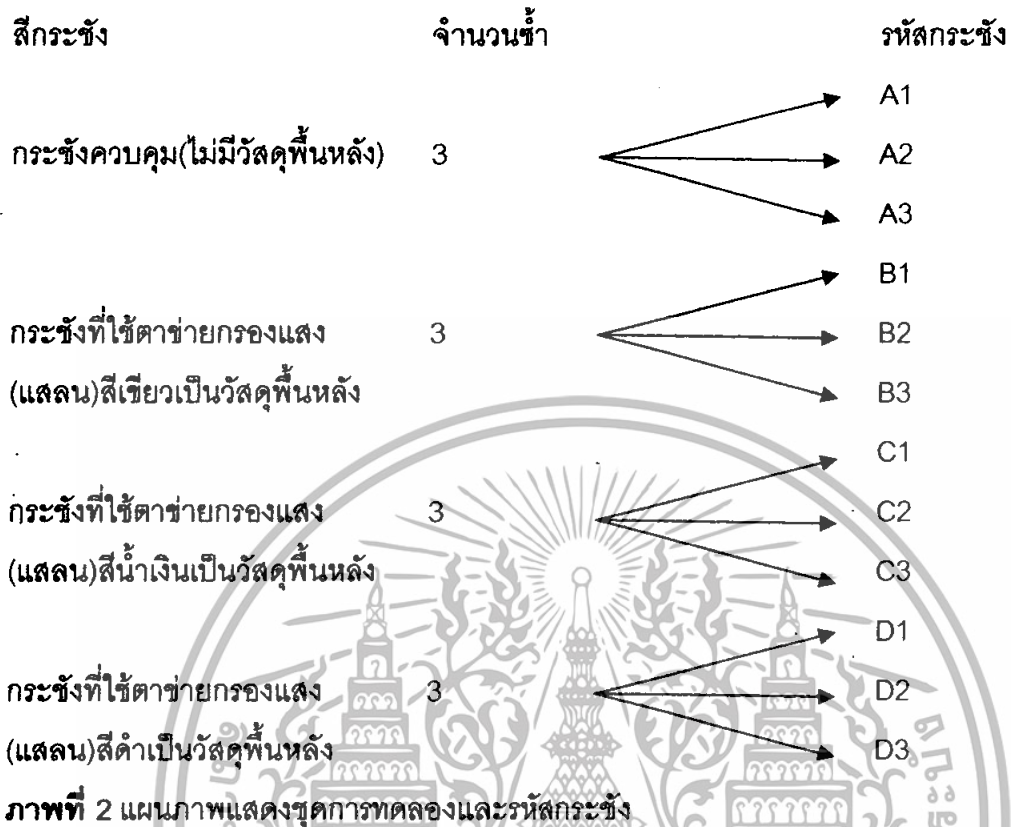 สีกระชัง จำนวนซ้ำ รหัสกระชัง
A1
กระชังควบคุม(ไม่มีวัสดุพื้นหลัง) 3 A2
A3
B1
กระชังที่ใช้ตาข่ายกรองแสง 3 B2
(แสลน)สีเขียวเป็นวัสดุพื้นหลัง B3
C1
กระชังที่ใช้ตาข่ายกรองแสง 3 C2
(แสลน)สีน้ำเงินเป็นวัสดุพื้นหลัง C3
D1
กระชังที่ใช้ตาข่ายกรองแสง 3 D2
(แสลน)สีดำเป็นวัสดุพื้นหลัง D3
ภาพที่ 2 แผนภาพแสดงชุดการทดลองและรหัสกระชัง